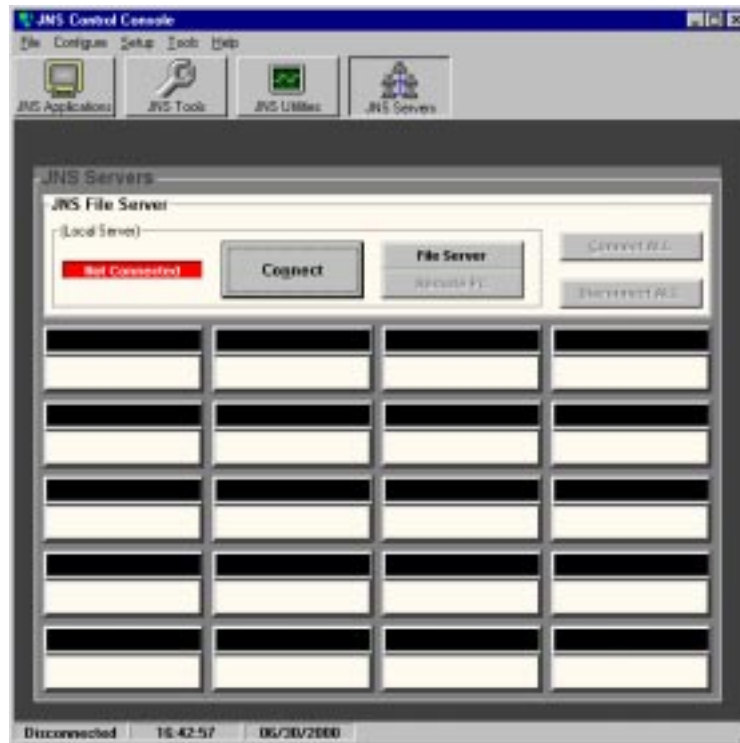 JNS Control Console
File Configure Setup Tools Help
JNS Applications JNS Tools JNS Utilities JNS Servers
JNS Servers
JNS File Server
(Local Server)
Not Connected
Connect
File Server
Remote PC
Connect ALL
Disconnect ALL
Disconnected 16:42:57 06/30/2000